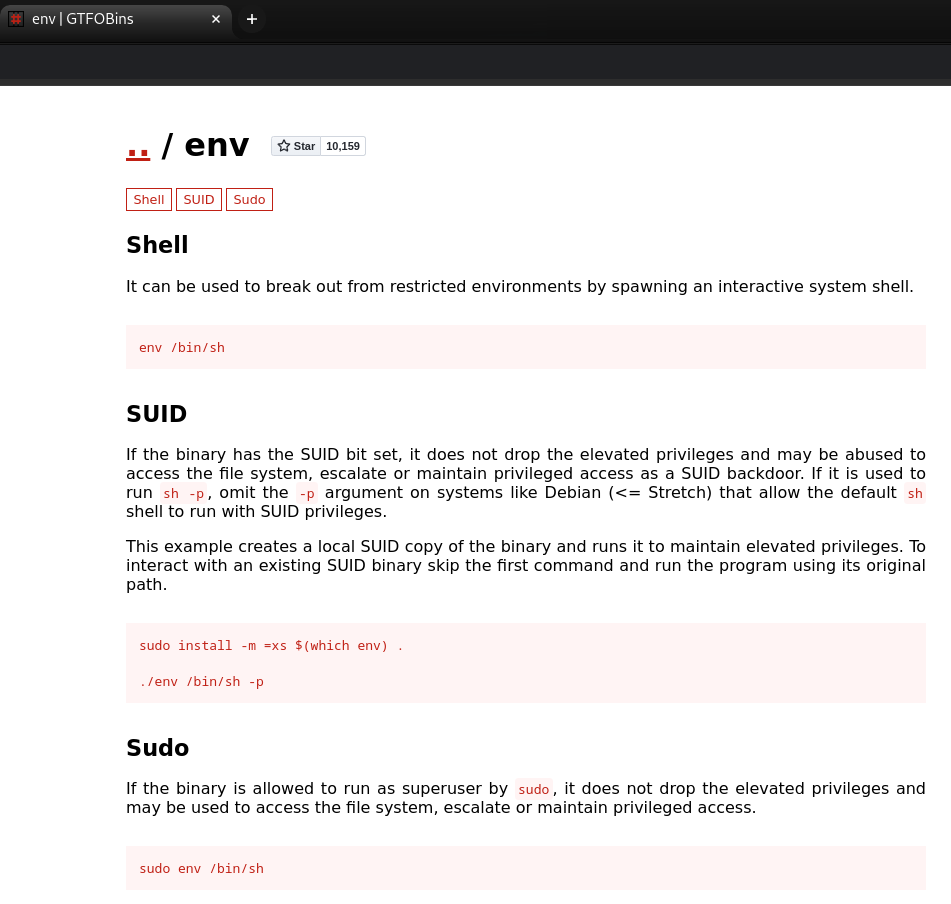 env | GTFOBins
.. / env
Star 10,159
Shell SUID Sudo
Shell
It can be used to break out from restricted environments by spawning an interactive system shell.
env /bin/sh
SUID
If the binary has the SUID bit set, it does not drop the elevated privileges and may be abused to
access the file system, escalate or maintain privileged access as a SUID backdoor. If it is used to
run sh -p, omit the -p argument on systems like Debian (<= Stretch) that allow the default sh
shell to run with SUID privileges.
This example creates a local SUID copy of the binary and runs it to maintain elevated privileges. To
interact with an existing SUID binary skip the first command and run the program using its original
path.
sudo install -m =xs $(which env) .
./env /bin/sh -p
Sudo
If the binary is allowed to run as superuser by sudo, it does not drop the elevated privileges and
may be used to access the file system, escalate or maintain privileged access.
sudo env /bin/sh